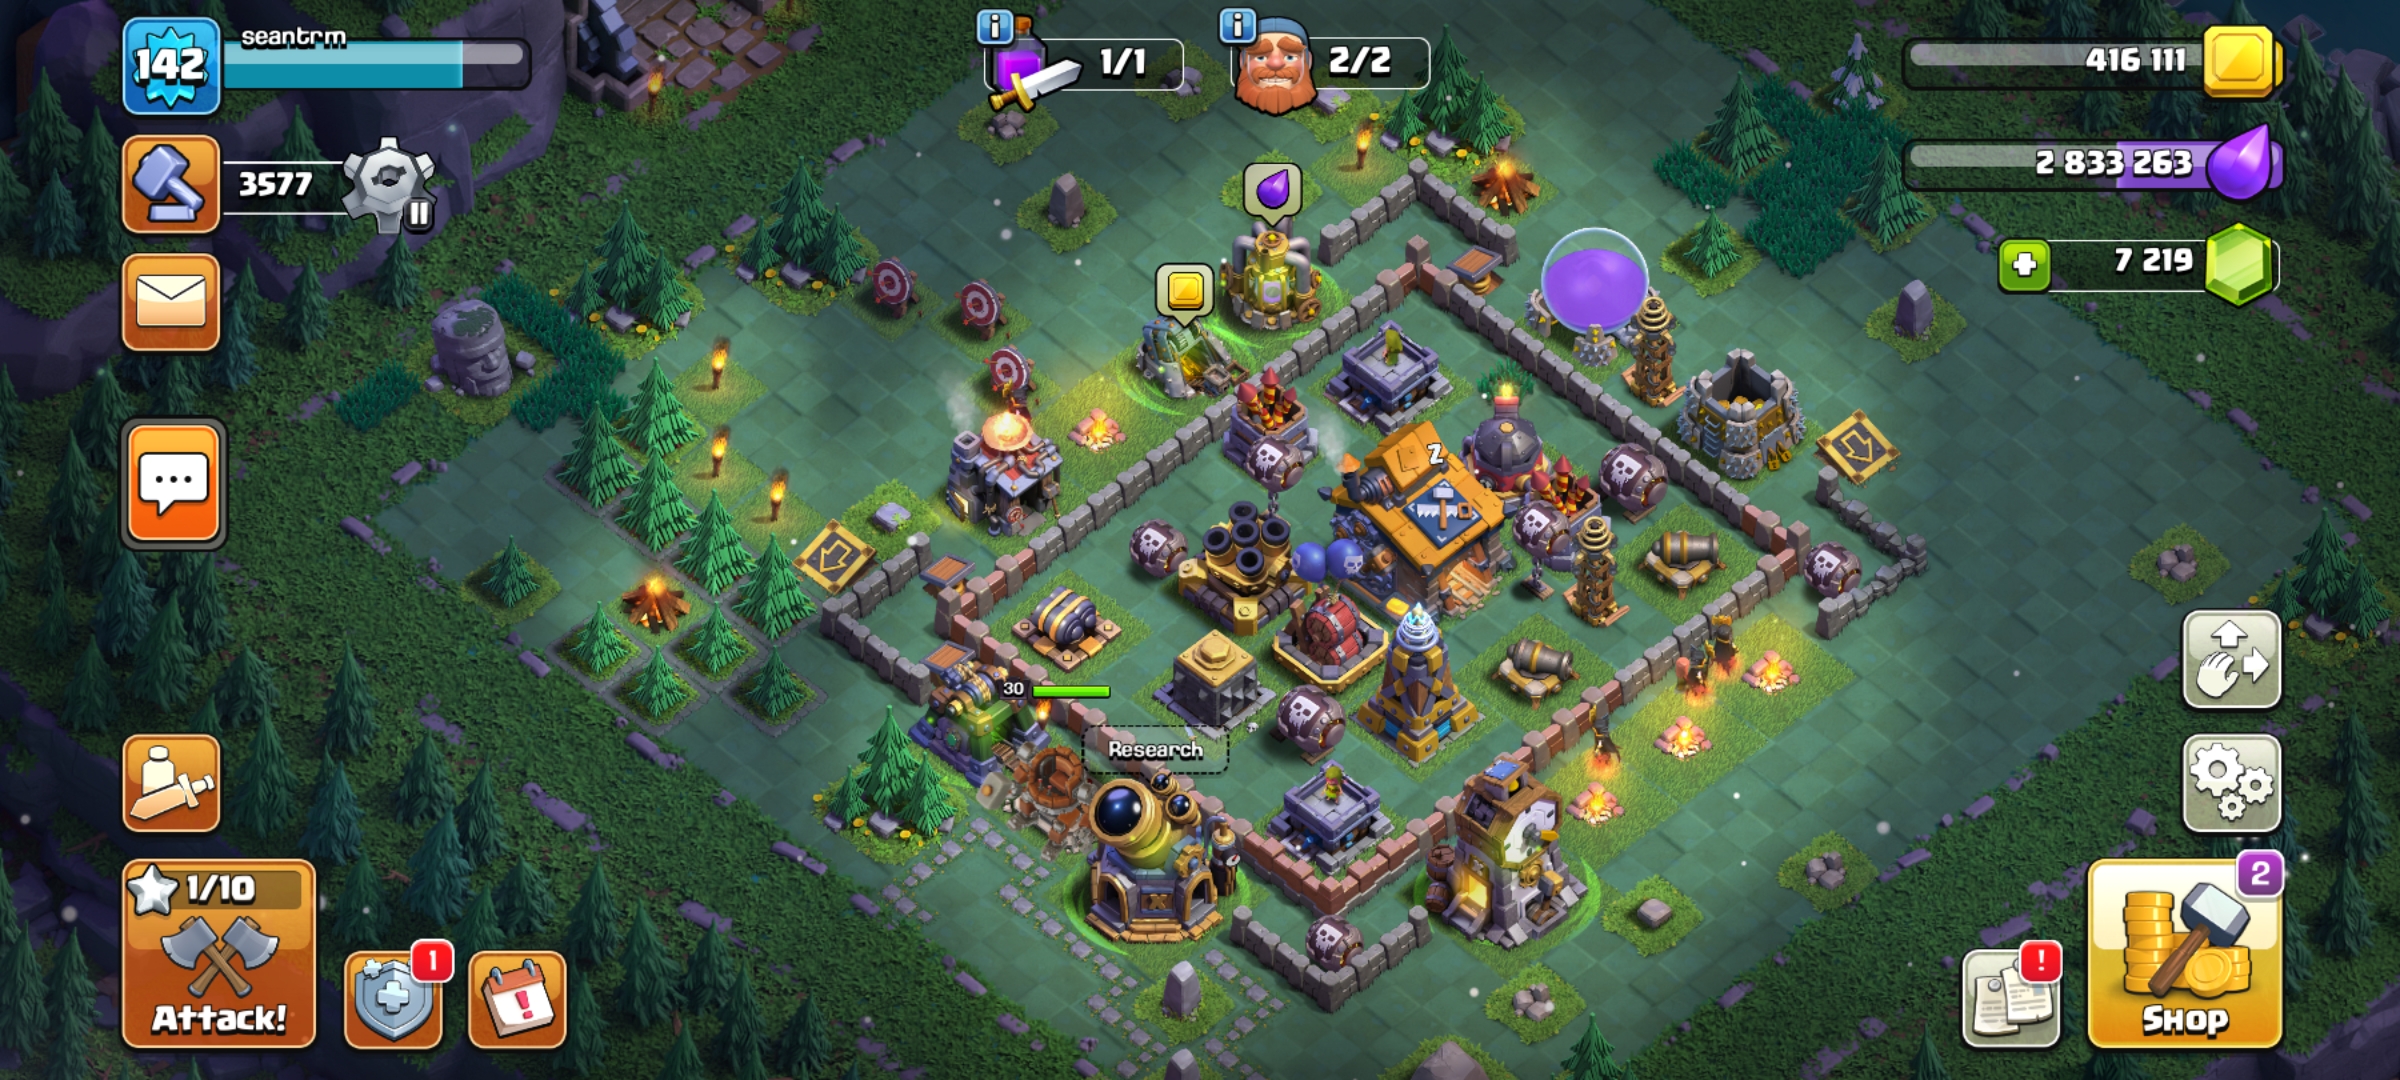 142
seantrm
1/1
2/2
416 111
3577
2 833 263
7 219
Z
30
Research
1/10
Attack!
1
!
2
Shop